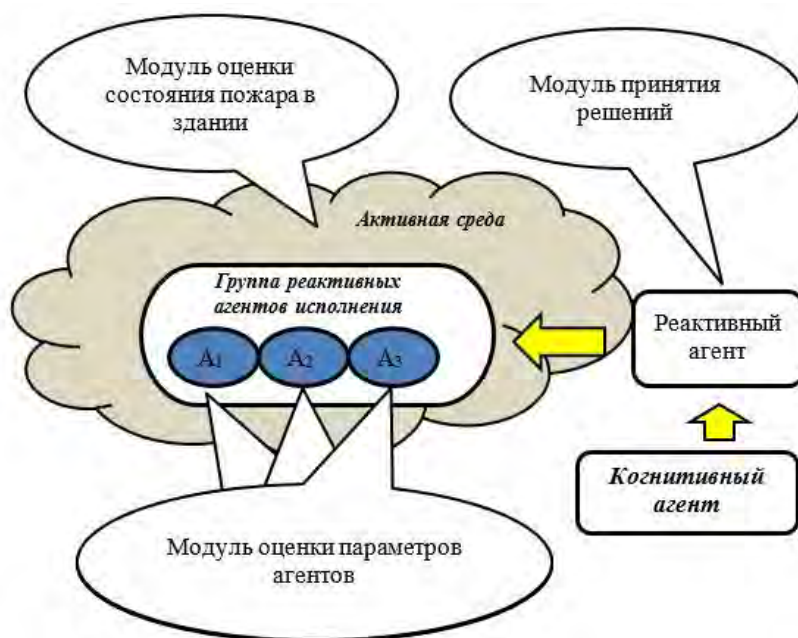 Модуль оценки
состояния пожара в
здании
Модуль принятия
решений
Активная среда
Группа реактивных
агентов исполнения
A1 A2 A3
Реактивный
агент
Когнитивный
агент
Модуль оценки параметров
агентов